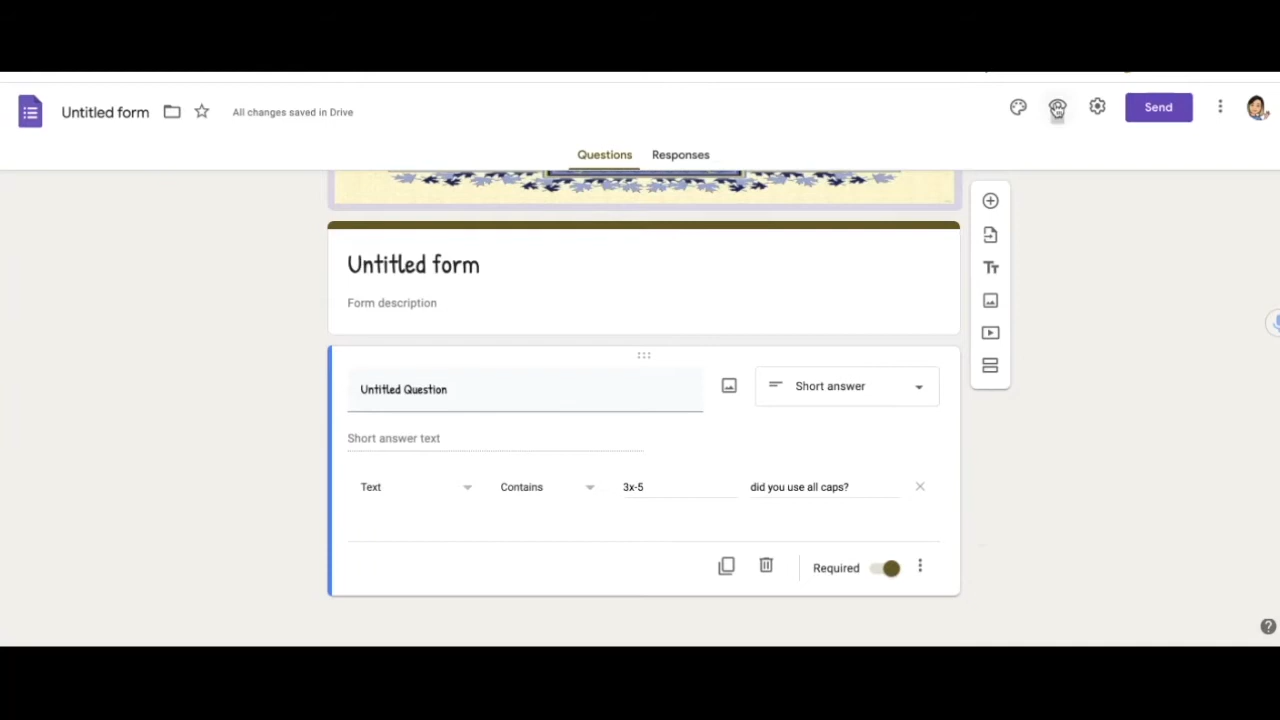 Untitled form
All changes saved in Drive
Send
Questions
Responses
Untitled form
Form description
Untitled Question
Short answer
Short answer text
Text
Contains
3x-5
did you use all caps?
Required